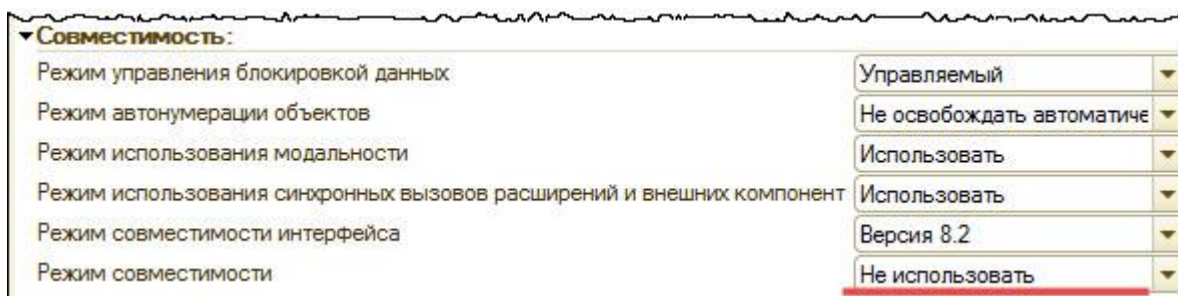 Совместимость:
Режим управления блокировкой данных Управляемый
Режим автонумерации объектов Не освобождать автоматиче
Режим использования модальности Использовать
Режим использования синхронных вызовов расширений и внешних компонент Использовать
Режим совместимости интерфейса Версия 8.2
Режим совместимости Не использовать